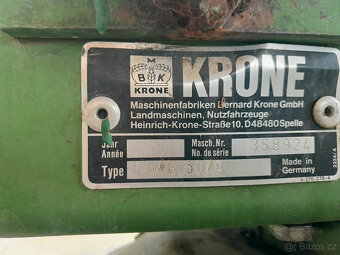 M
B K
KRONE
KRONE
Maschinenfabriken Bernard Krone GmbH
Landmaschinen, Nutzfahrzeuge
Heinrich-Krone-Straße 10, D48480 Spelle
Jahr
Année
Masch.Nr.
No de série
358924
Type
Made in
Germany
bazos.cz